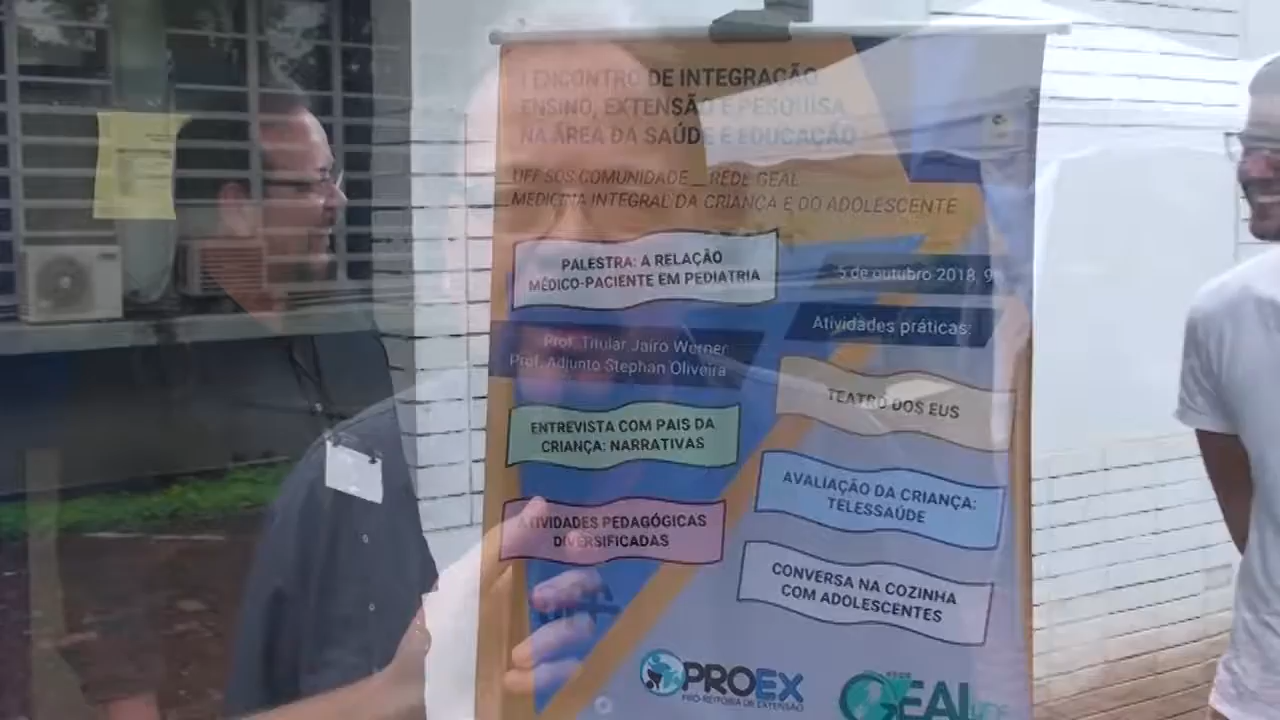 I ENCONTRO DE INTEGRAÇÃO
ENSINO, EXTENSÃO E PESQUISA
NA ÁREA DA SAÚDE E EDUCAÇÃO
UFF SOS COMUNIDADE__REDE GEAL
MEDICINA INTEGRAL DA CRIANÇA E DO ADOLESCENTE
PALESTRA: A RELAÇÃO
MÉDICO-PACIENTE EM PEDIATRIA
Prof. Titular Jairo Werner
Prof. Adjunto Stephan Oliveira
ENTREVISTA COM PAIS DA
CRIANÇA: NARRATIVAS
ATIVIDADES PEDAGÓGICAS
DIVERSIFICADAS
5 de outubro 2018, 9
Atividades práticas:
TEATRO DOS EUS
AVALIAÇÃO DA CRIANÇA:
TELESSAÚDE
CONVERSA NA COZINHA
COM ADOLESCENTES
PROEX
PRÓ-REITORIA DE EXTENSÃO
GEAL